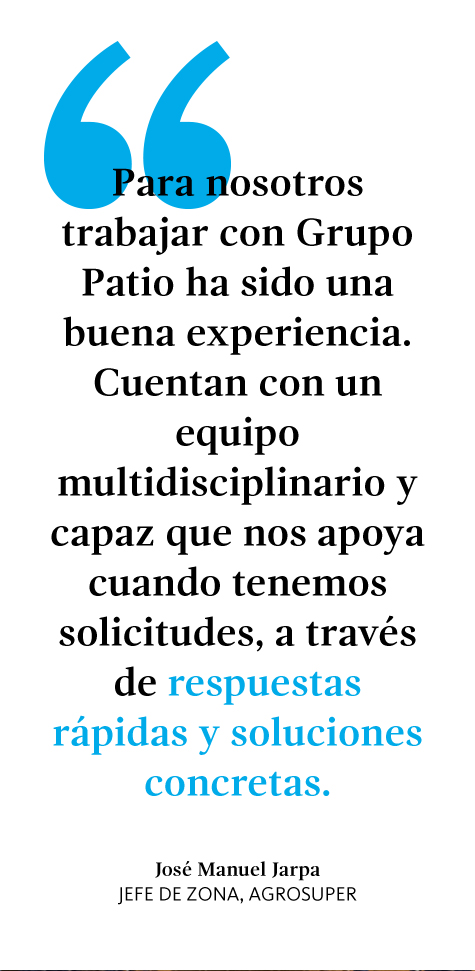 “
Para nosotros
trabajar con Grupo
Patio ha sido una
buena experiencia.
Cuentan con un
equipo
multidisciplinario y
capaz que nos apoya
cuando tenemos
solicitudes, a través
de respuestas
rápidas y soluciones
concretas.
José Manuel Jarpa
JEFE DE ZONA, AGROSUPER